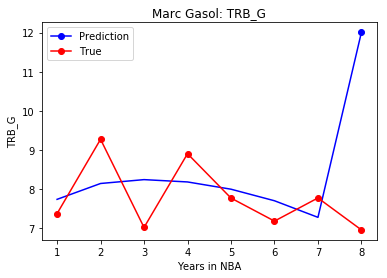 Marc Gasol: TRB_G
Prediction
True
12
11
10
9
8
7
TRB_G
1 2 3 4 5 6 7 8
Years in NBA